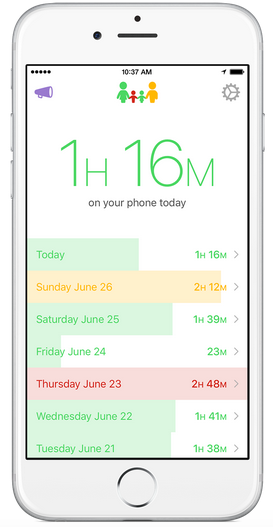 10:37 AM
1H 16M
on your phone today
Today 1H 16M
Sunday June 26 2H 12M
Saturday June 25 1H 39M
Friday June 24 23M
Thursday June 23 2H 48M
Wednesday June 22 1H 41M
Tuesday June 21 1H 38M